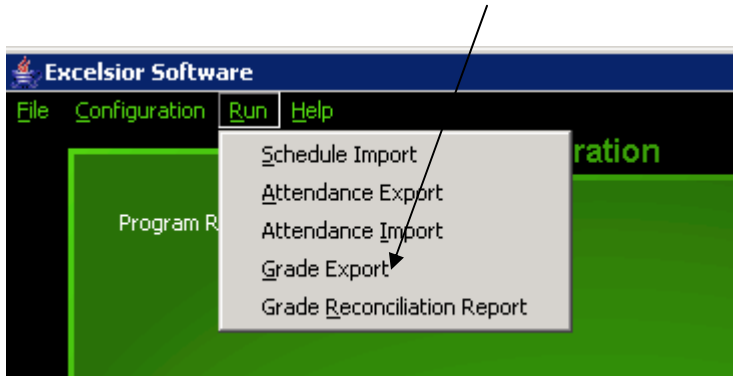 Excelsior Software
File Configuration Run Help
Schedule Import
ration
Attendance Export
Program R
Attendance Import
Grade Export
Grade Reconciliation Report